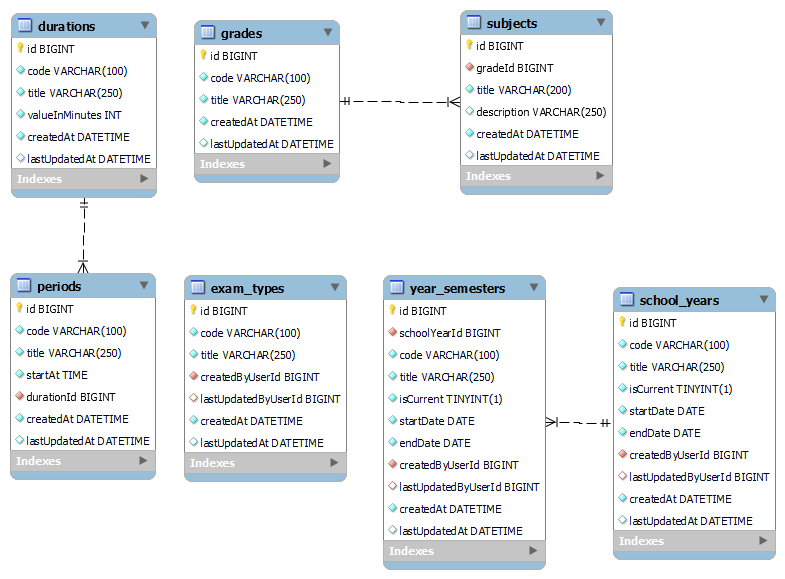 durations
id BIGINT
code VARCHAR(100)
title VARCHAR(250)
valueInMinutes INT
createdAt DATETIME
lastUpdatedAt DATETIME
Indexes
grades
id BIGINT
code VARCHAR(100)
title VARCHAR(250)
createdAt DATETIME
lastUpdatedAt DATETIME
Indexes
subjects
id BIGINT
gradeId BIGINT
title VARCHAR(200)
description VARCHAR(250)
createdAt DATETIME
lastUpdatedAt DATETIME
Indexes
periods
id BIGINT
code VARCHAR(100)
title VARCHAR(250)
startAt TIME
durationId BIGINT
createdAt DATETIME
lastUpdatedAt DATETIME
Indexes
exam_types
id BIGINT
code VARCHAR(100)
title VARCHAR(250)
createdByUserId BIGINT
lastUpdatedByUserId BIGINT
createdAt DATETIME
lastUpdatedAt DATETIME
Indexes
year_semesters
id BIGINT
schoolYearId BIGINT
code VARCHAR(100)
title VARCHAR(250)
isCurrent TINYINT(1)
startDate DATE
endDate DATE
createdByUserId BIGINT
lastUpdatedByUserId BIGINT
createdAt DATETIME
lastUpdatedAt DATETIME
Indexes
school_years
id BIGINT
code VARCHAR(100)
title VARCHAR(250)
isCurrent TINYINT(1)
startDate DATE
endDate DATE
createdByUserId BIGINT
lastUpdatedByUserId BIGINT
createdAt DATETIME
lastUpdatedAt DATETIME
Indexes